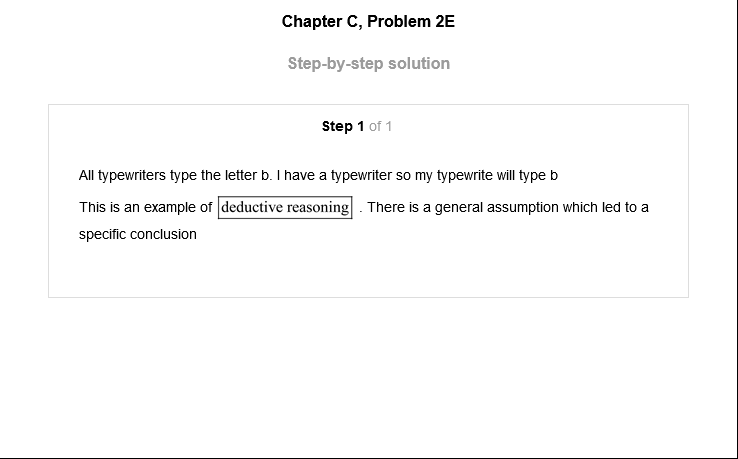 Chapter C, Problem 2E
Step-by-step solution
Step 1 of 1
All typewriters type the letter b. I have a typewriter so my typewrite will type b
This is an example of deductive reasoning . There is a general assumption which led to a
specific conclusion